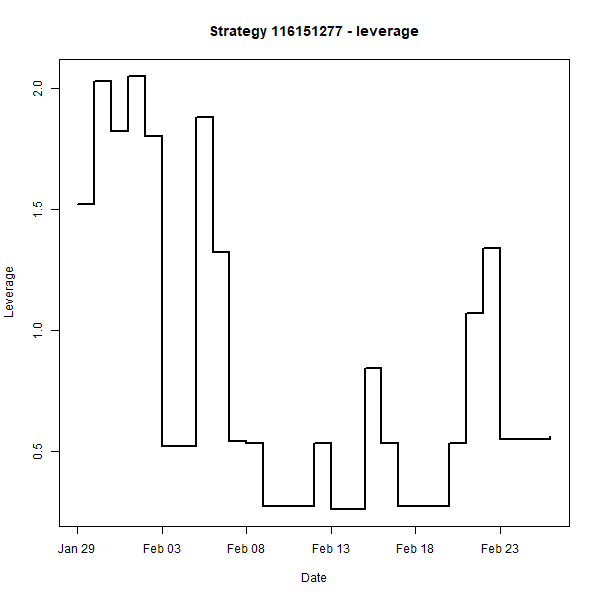 Strategy 116151277 - leverage
Leverage
2.0
1.5
1.0
0.5
Jan 29 Feb 03 Feb 08 Feb 13 Feb 18 Feb 23
Date